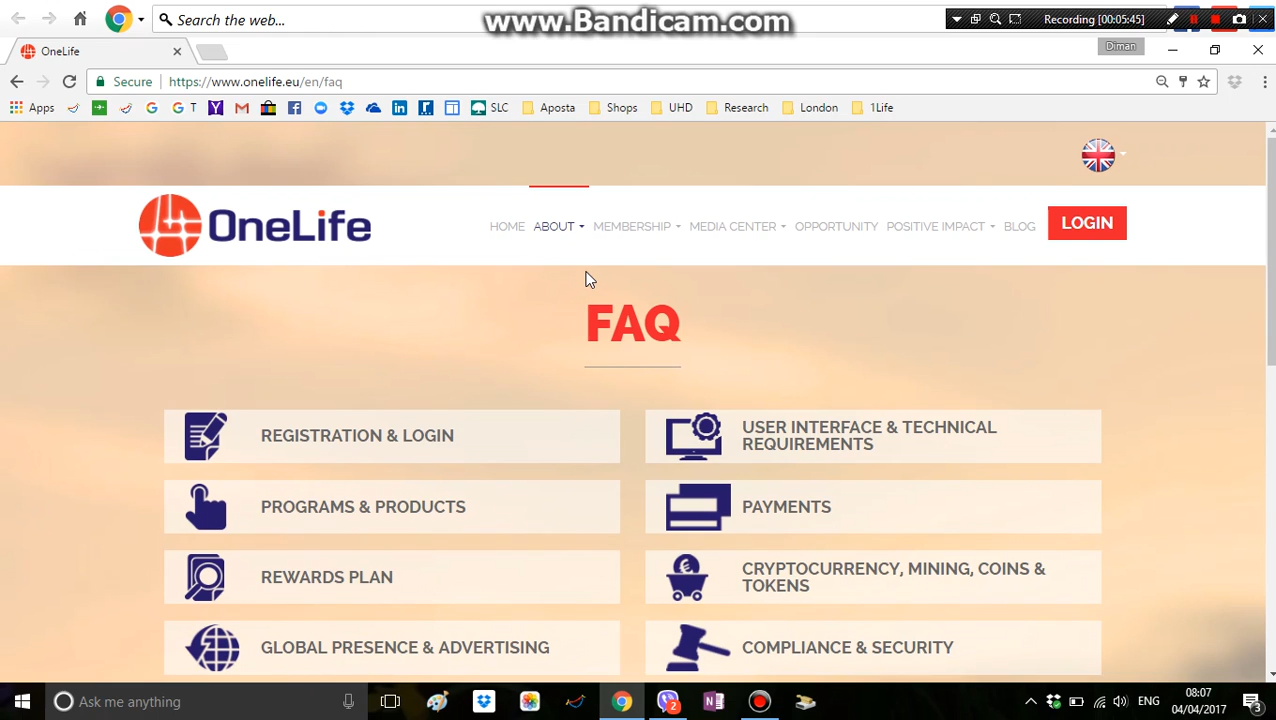 www.Bandicam.com
Search the web...
Recording [00:05:45]
OneLife
Diman
Secure
https://www.onelife.eu/en/faq
Apps
G
G T
SLC
Aposta
Shops
UHD
Research
London
1Life
OneLife
HOME
ABOUT
MEMBERSHIP
MEDIA CENTER
OPPORTUNITY
POSITIVE IMPACT
BLOG
LOGIN
FAQ
REGISTRATION & LOGIN
USER INTERFACE & TECHNICAL
REQUIREMENTS
PROGRAMS & PRODUCTS
PAYMENTS
REWARDS PLAN
CRYPTOCURRENCY, MINING, COINS &
TOKENS
GLOBAL PRESENCE & ADVERTISING
COMPLIANCE & SECURITY
Ask me anything
2
ENG
08:07
04/04/2017
3